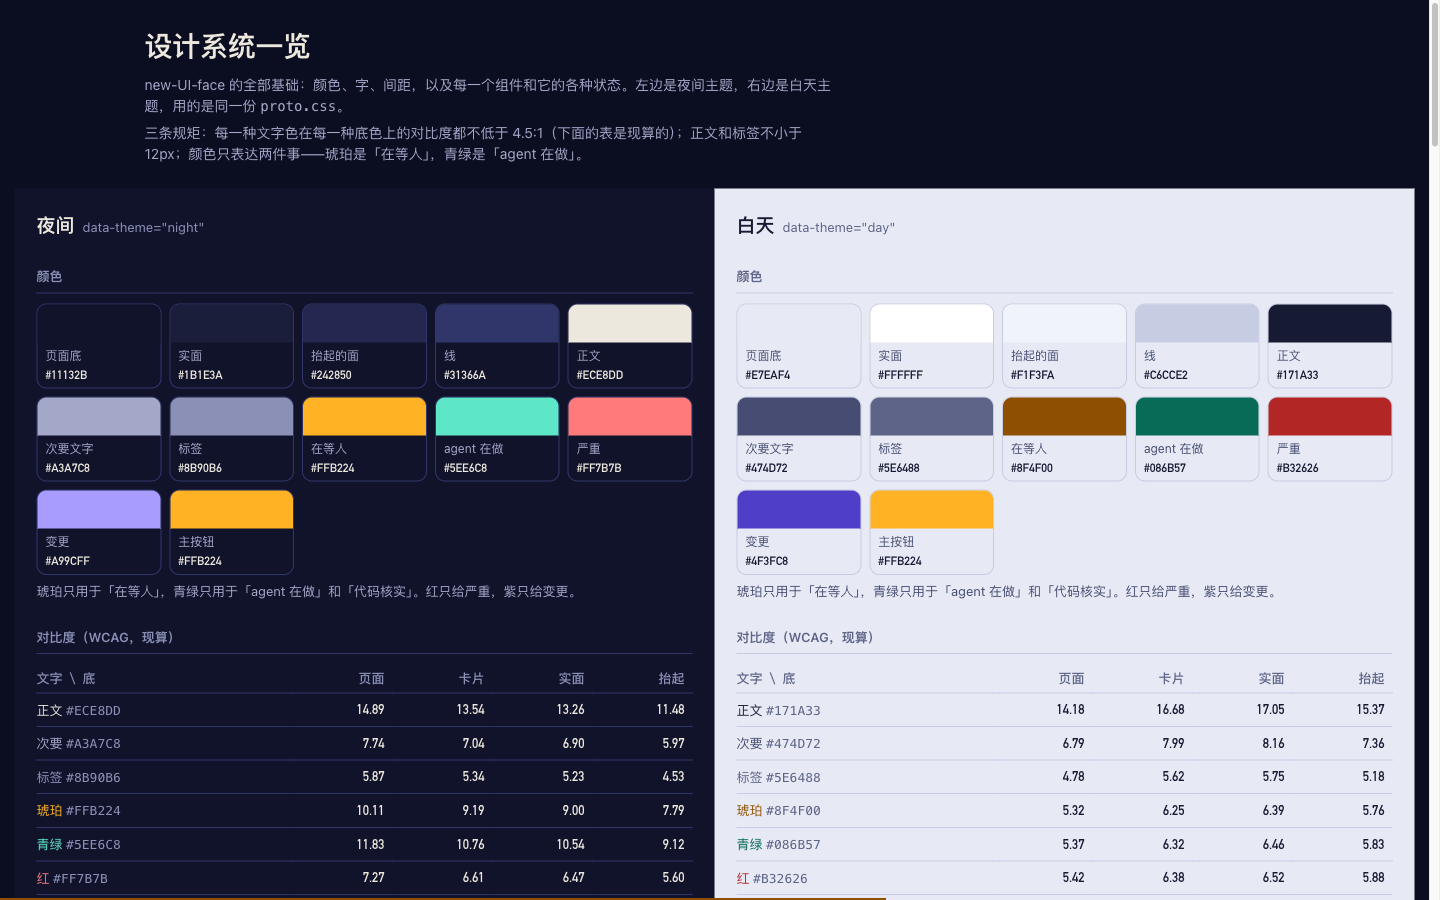 设计系统一览
new-UI-face 的全部基础：颜色、字、间距，以及每一个组件和它的各种状态。左边是夜间主题，右边是白天主
题，用的是同一份 proto.css。
三条规矩：每一种文字色在每一种底色上的对比度都不低于 4.5:1（下面的表是现算的）；正文和标签不小于
12px；颜色只表达两件事——琥珀是「在等人」，青绿是「agent 在做」。
夜间 data-theme="night"
颜色
页面底 实面 抬起的面 线 正文
#11132B #1B1E3A #242850 #31366A #ECE8DD
次要文字 标签 在等人 agent 在做 严重
#A3A7C8 #8B90B6 #FFB224 #5EE6C8 #FF7B7B
变更 主按钮
#A99CFF #FFB224
琥珀只用于「在等人」，青绿只用于「agent 在做」和「代码核实」。红只给严重，紫只给变更。
对比度（WCAG，现算）
文字 \ 底 页面 卡片 实面 抬起
正文 #ECE8DD 14.89 13.54 13.26 11.48
次要 #A3A7C8 7.74 7.04 6.90 5.97
标签 #8B90B6 5.87 5.34 5.23 4.53
琥珀 #FFB224 10.11 9.19 9.00 7.79
青绿 #5EE6C8 11.83 10.76 10.54 9.12
红 #FF7B7B 7.27 6.61 6.47 5.60
白天 data-theme="day"
颜色
页面底 实面 抬起的面 线 正文
#E7EAF4 #FFFFFF #F1F3FA #C6CCE2 #171A33
次要文字 标签 在等人 agent 在做 严重
#474D72 #5E6488 #8F4F00 #086B57 #B32626
变更 主按钮
#4F3FC8 #FFB224
琥珀只用于「在等人」，青绿只用于「agent 在做」和「代码核实」。红只给严重，紫只给变更。
对比度（WCAG，现算）
文字 \ 底 页面 卡片 实面 抬起
正文 #171A33 14.18 16.68 17.05 15.37
次要 #474D72 6.79 7.99 8.16 7.36
标签 #5E6488 4.78 5.62 5.75 5.18
琥珀 #8F4F00 5.32 6.25 6.39 5.76
青绿 #086B57 5.37 6.32 6.46 5.83
红 #B32626 5.42 6.38 6.52 5.88